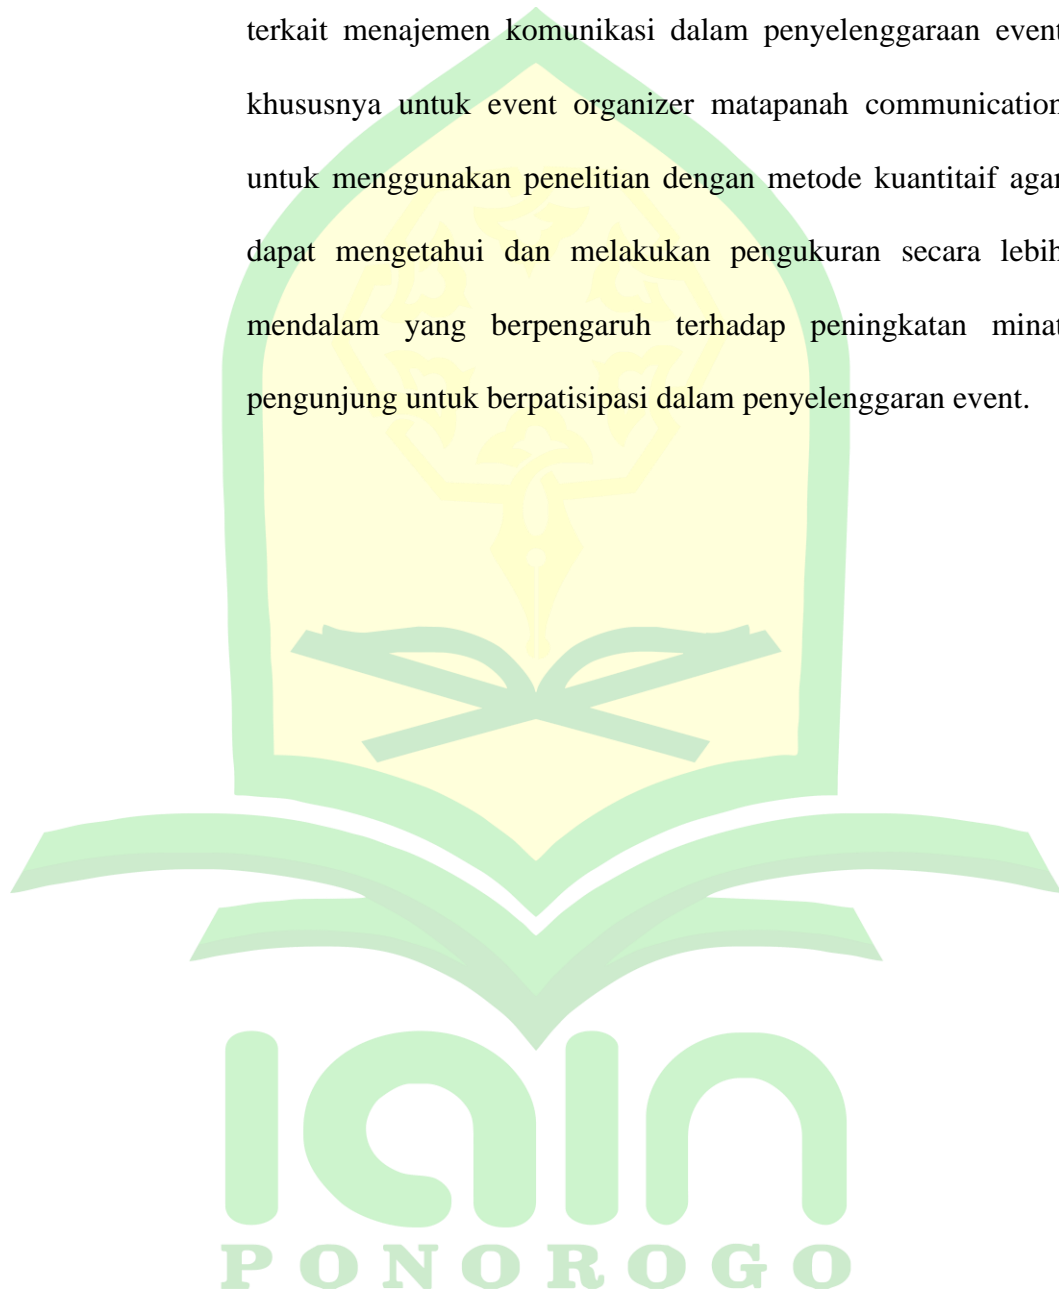 terkait menajemen komunikasi dalam penyelenggaraan event
khususnya untuk event organizer matapanah communication
untuk menggunakan penelitian dengan metode kuantitaif agar
dapat mengetahui dan melakukan pengukuran secara lebih
mendalam yang berpengaruh terhadap peningkatan minat
pengunjung untuk berpatisipasi dalam penyelenggaran event.
iain
PONOROGO